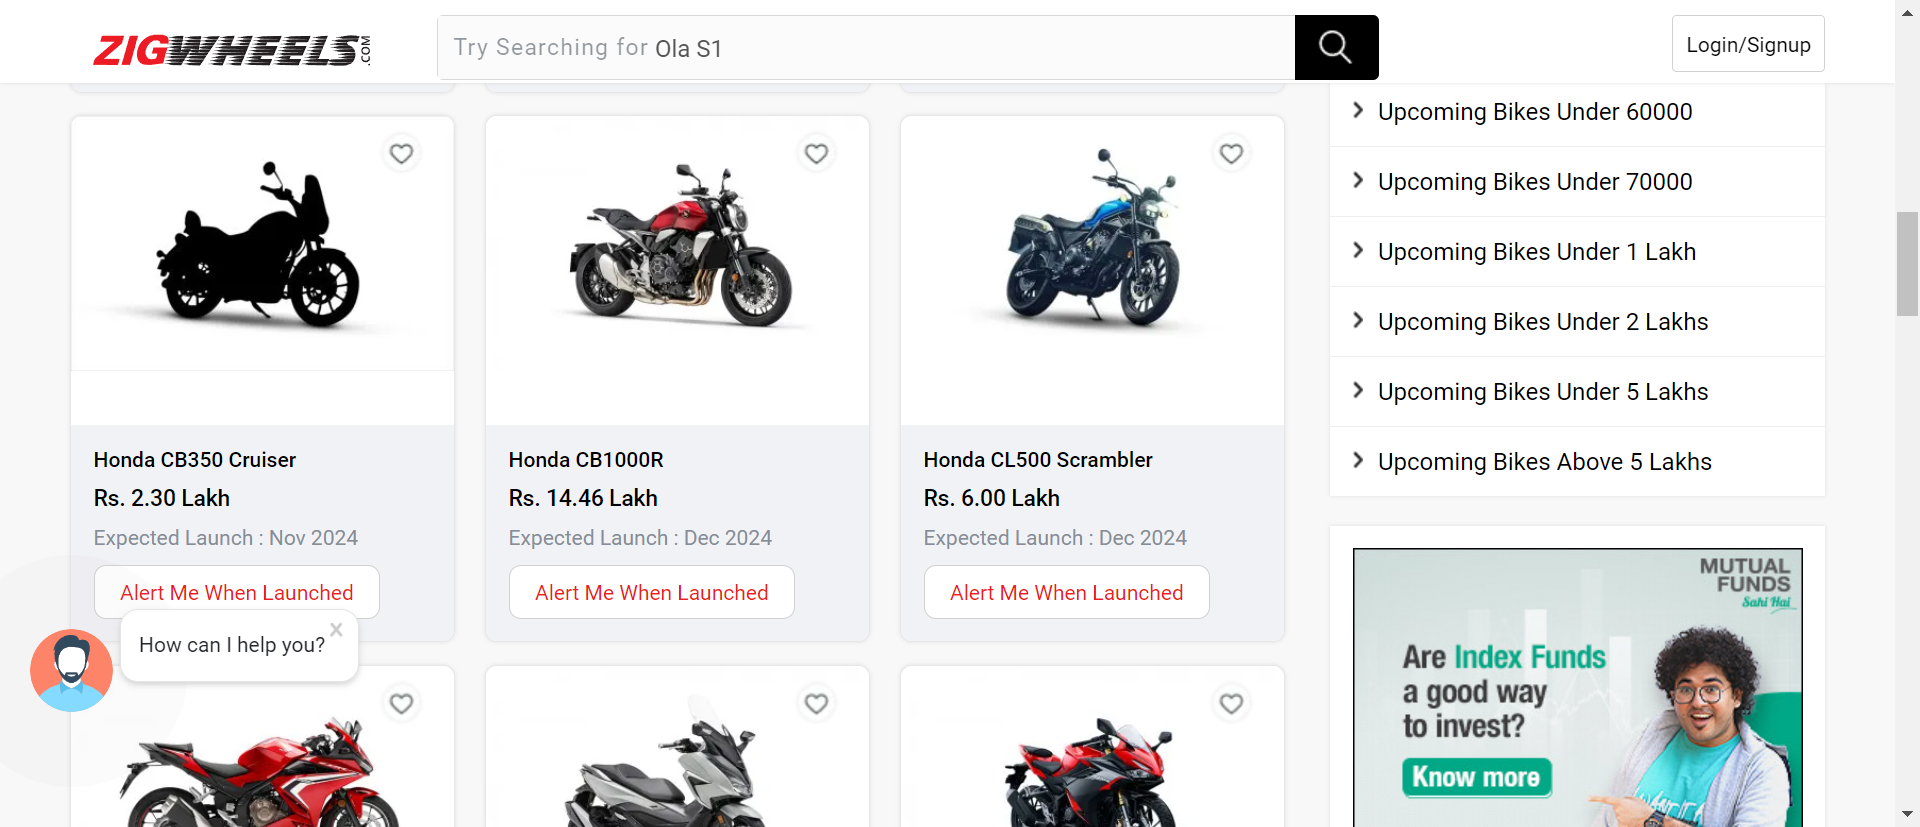 ZIGWHEELS.COM
Try Searching for Ola S1
Login/Signup
Honda CB350 Cruiser
Rs. 2.30 Lakh
Expected Launch : Nov 2024
Alert Me When Launched
Honda CB1000R
Rs. 14.46 Lakh
Expected Launch : Dec 2024
Alert Me When Launched
Honda CL500 Scrambler
Rs. 6.00 Lakh
Expected Launch : Dec 2024
Alert Me When Launched
How can I help you?
Upcoming Bikes Under 60000
Upcoming Bikes Under 70000
Upcoming Bikes Under 1 Lakh
Upcoming Bikes Under 2 Lakhs
Upcoming Bikes Under 5 Lakhs
Upcoming Bikes Above 5 Lakhs
MUTUAL
FUNDS
Sahi Hai
Are Index Funds
a good way
to invest?
Know more